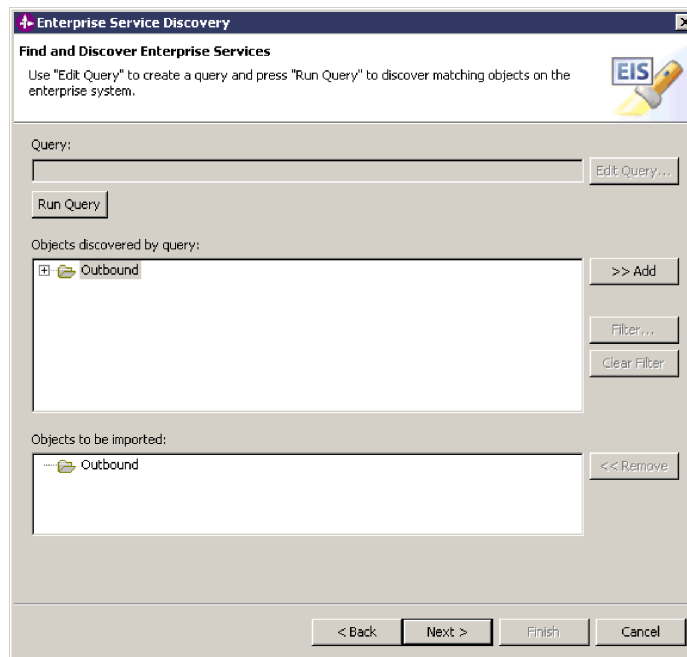 Enterprise Service Discovery
Find and Discover Enterprise Services
Use "Edit Query" to create a query and press "Run Query" to discover matching objects on the
enterprise system.
EIS
Query:
Edit Query...
Run Query
Objects discovered by query:
Outbound
>> Add
Filter...
Clear Filter
Objects to be imported:
Outbound
<< Remove
< Back
Next >
Finish
Cancel